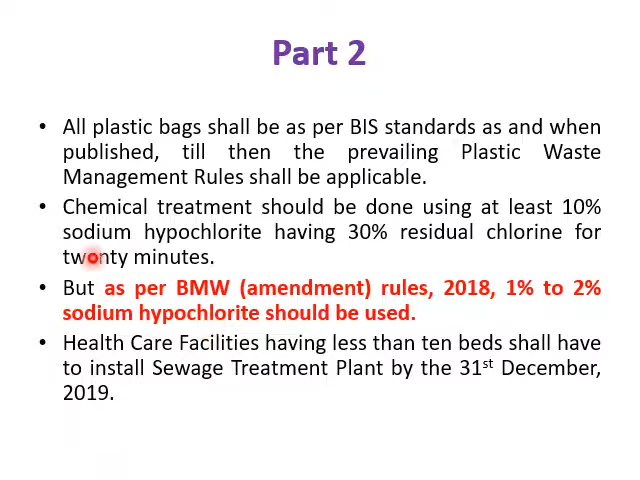 Part 2
• All plastic bags shall be as per BIS standards as and when
published, till then the prevailing Plastic Waste
Management Rules shall be applicable.
• Chemical treatment should be done using at least 10%
sodium hypochlorite having 30% residual chlorine for
twenty minutes.
• But as per BMW (amendment) rules, 2018, 1% to 2%
sodium hypochlorite should be used.
• Health Care Facilities having less than ten beds shall have
to install Sewage Treatment Plant by the 31st December,
2019.